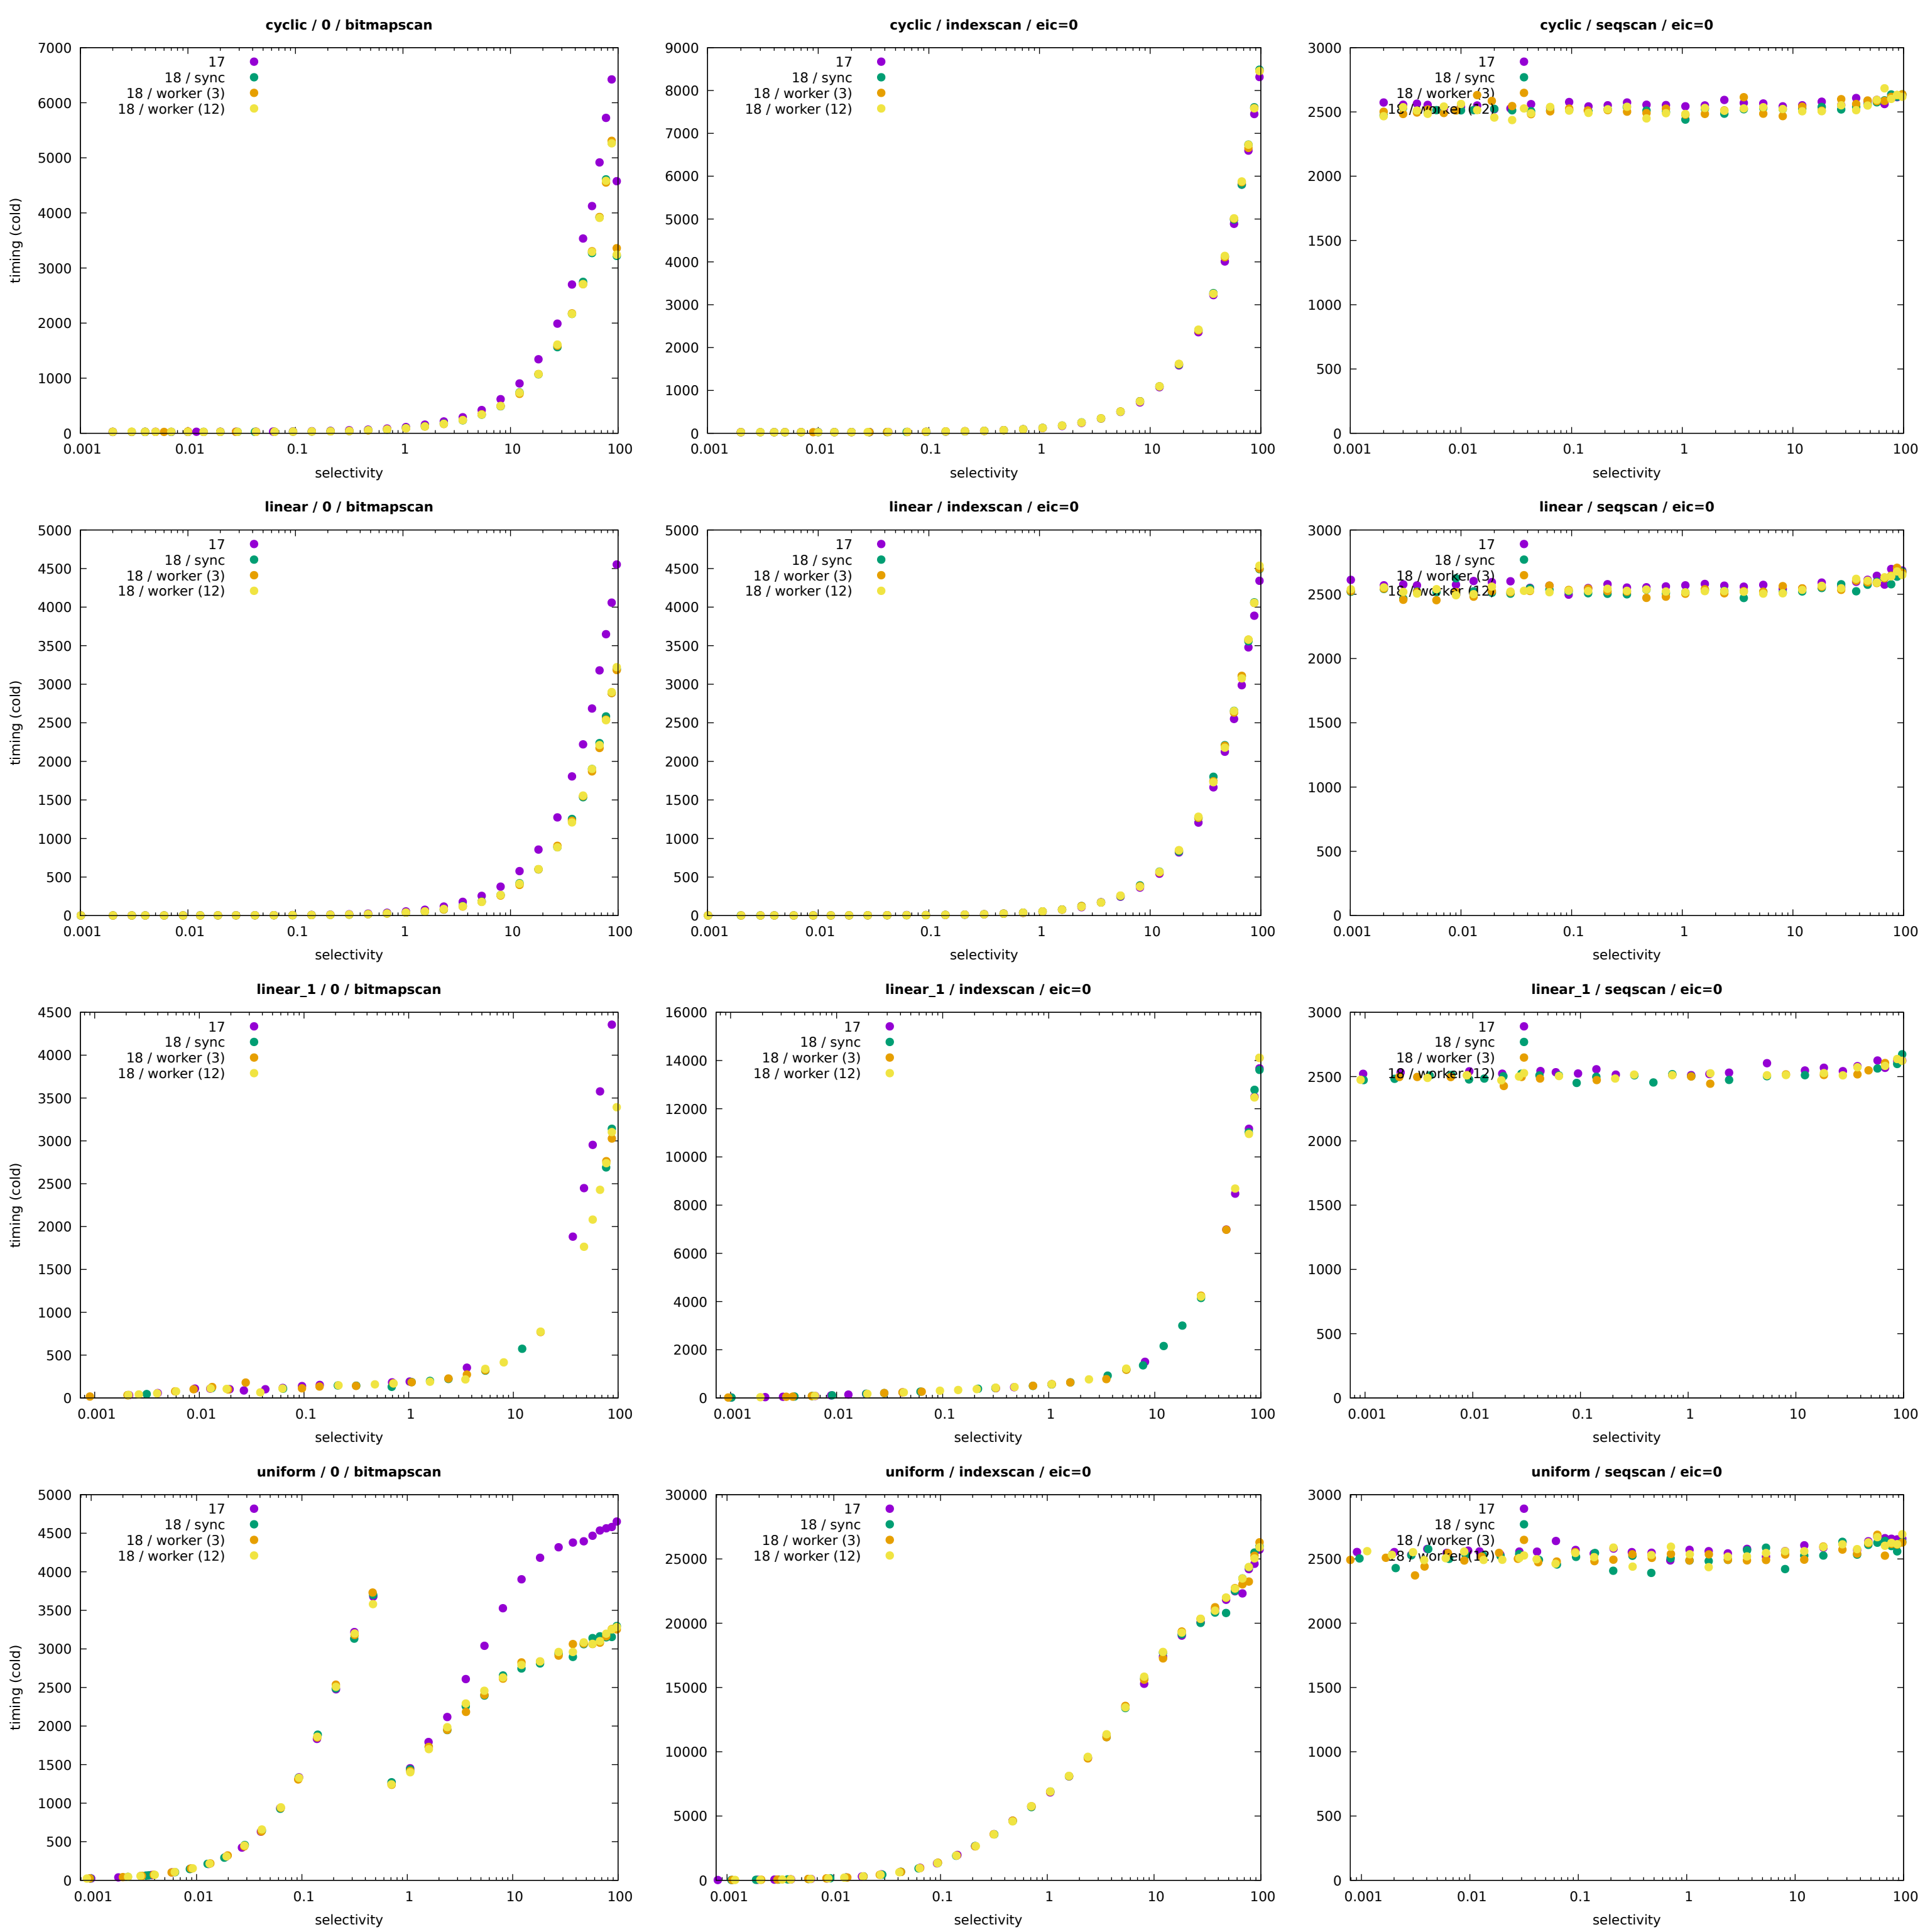 cyclic / 0 / bitmapscan
timing (cold)
7000
6000
5000
4000
3000
2000
1000
0
17
18 / sync
18 / worker (3)
18 / worker (12)
0.001 0.01 0.1 1 10 100
selectivity
cyclic / indexscan / eic=0
9000
8000
7000
6000
5000
4000
3000
2000
1000
0
17
18 / sync
18 / worker (3)
18 / worker (12)
0.001 0.01 0.1 1 10 100
selectivity
cyclic / seqscan / eic=0
3000
2500
2000
1500
1000
500
0
17
18 / sync
18 / worker (3)
18 / worker (12)
0.001 0.01 0.1 1 10 100
selectivity
linear / 0 / bitmapscan
timing (cold)
5000
4500
4000
3500
3000
2500
2000
1500
1000
500
0
17
18 / sync
18 / worker (3)
18 / worker (12)
0.001 0.01 0.1 1 10 100
selectivity
linear / indexscan / eic=0
5000
4500
4000
3500
3000
2500
2000
1500
1000
500
0
17
18 / sync
18 / worker (3)
18 / worker (12)
0.001 0.01 0.1 1 10 100
selectivity
linear / seqscan / eic=0
3000
2500
2000
1500
1000
500
0
17
18 / sync
18 / worker (3)
18 / worker (12)
0.001 0.01 0.1 1 10 100
selectivity
linear_1 / 0 / bitmapscan
timing (cold)
4500
4000
3500
3000
2500
2000
1500
1000
500
0
17
18 / sync
18 / worker (3)
18 / worker (12)
0.001 0.01 0.1 1 10 100
selectivity
linear_1 / indexscan / eic=0
16000
14000
12000
10000
8000
6000
4000
2000
0
17
18 / sync
18 / worker (3)
18 / worker (12)
0.001 0.01 0.1 1 10 100
selectivity
linear_1 / seqscan / eic=0
3000
2500
2000
1500
1000
500
0
17
18 / sync
18 / worker (3)
18 / worker (12)
0.001 0.01 0.1 1 10 100
selectivity
uniform / 0 / bitmapscan
timing (cold)
5000
4500
4000
3500
3000
2500
2000
1500
1000
500
0
17
18 / sync
18 / worker (3)
18 / worker (12)
0.001 0.01 0.1 1 10 100
selectivity
uniform / indexscan / eic=0
30000
25000
20000
15000
10000
5000
0
17
18 / sync
18 / worker (3)
18 / worker (12)
0.001 0.01 0.1 1 10 100
selectivity
uniform / seqscan / eic=0
3000
2500
2000
1500
1000
500
0
17
18 / sync
18 / worker (3)
18 / worker (12)
0.001 0.01 0.1 1 10 100
selectivity